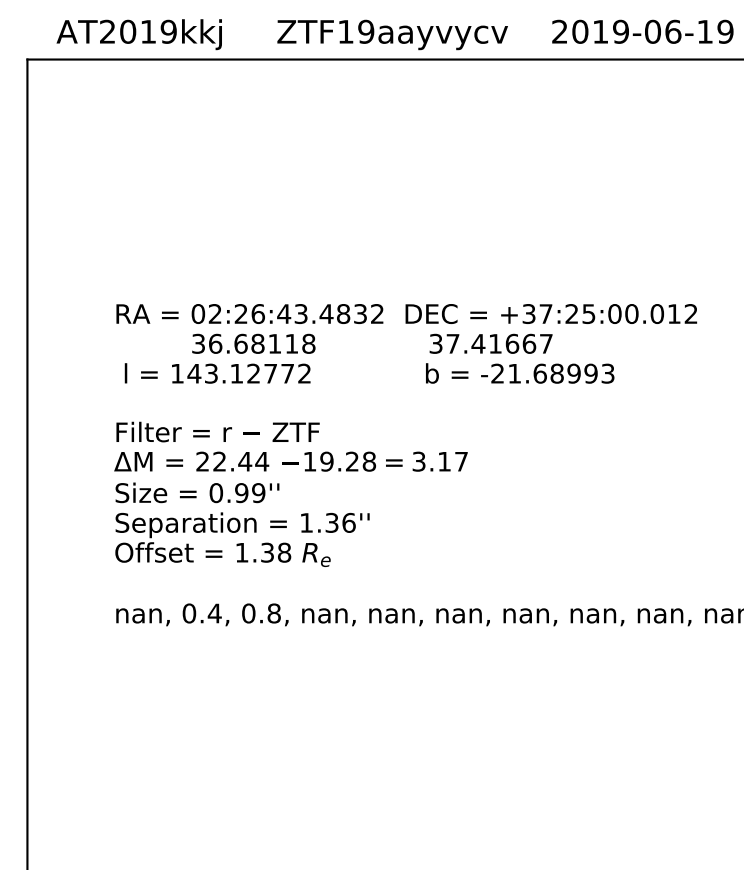 AT2019kkj ZTF19aayvycv 2019-06-19
RA = 02:26:43.4832 DEC = +37:25:00.012
36.68118 37.41667
l = 143.12772 b = -21.68993
Filter = r − ZTF
ΔM = 22.44 −19.28 = 3.17
Size = 0.99''
Separation = 1.36''
Offset = 1.38 Re
nan, 0.4, 0.8, nan, nan, nan, nan, nan, nan,